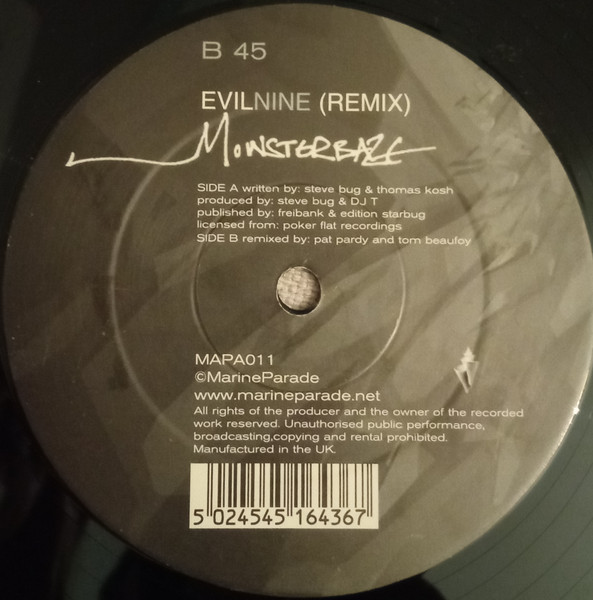 B 45
EVILNINE (REMIX)
MONSTERBAZE
SIDE A written by: steve bug & thomas kosh
produced by: steve bug & DJ T
published by: freibank & edition starbug
licensed from: poker flat recordings
SIDE B remixed by: pat pardy and tom beaufoy
MAPA011
©MarineParade
www.marineparade.net
All rights of the producer and the owner of the recorded
work reserved. Unauthorised public performance,
broadcasting,copying and rental prohibited.
Manufactured in the UK.
5 024545 164367